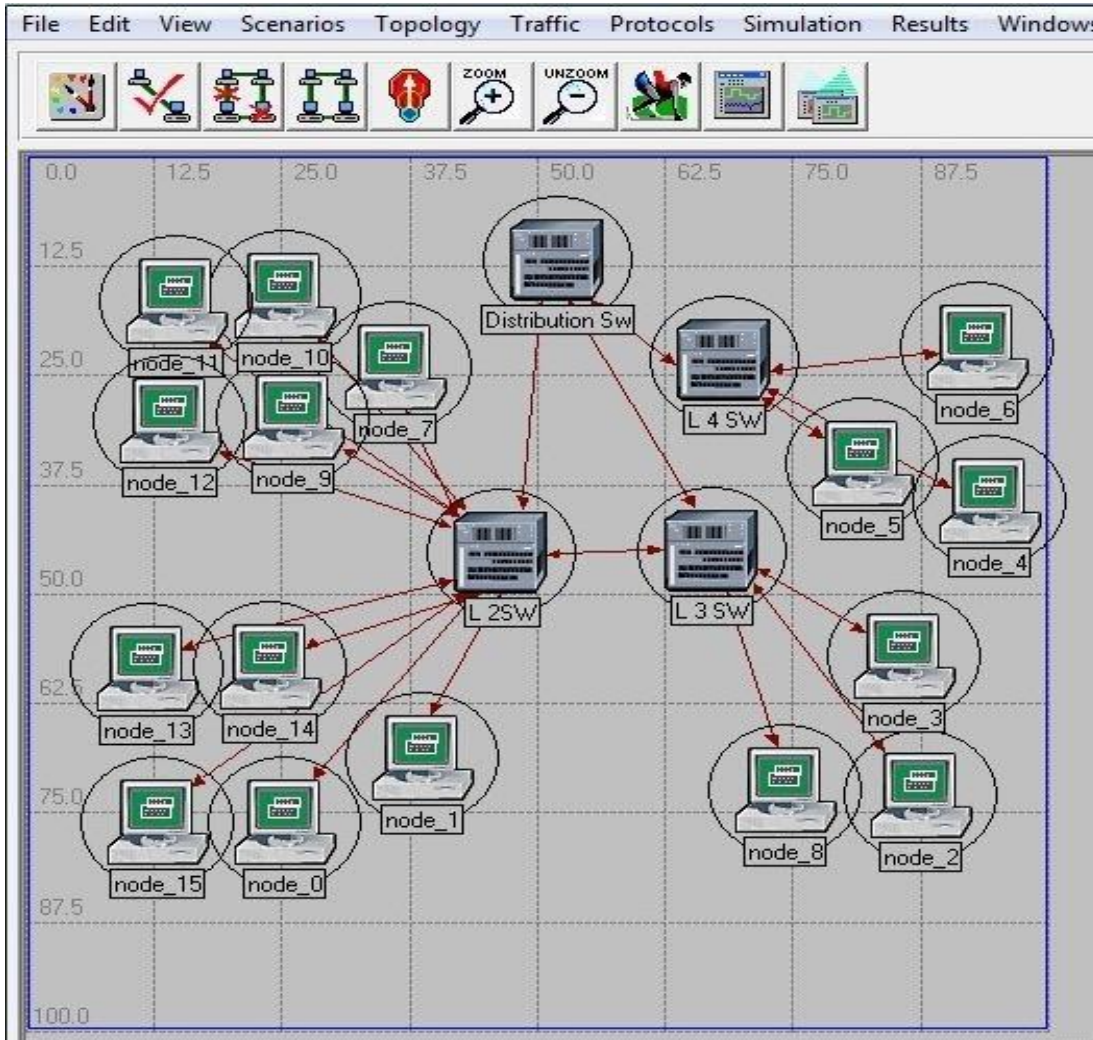 File Edit View Scenarios Topology Traffic Protocols Simulation Results Windows
ZOOM UNZOOM
0.0 12.5 25.0 37.5 50.0 62.5 75.0 87.5
12.5
Distribution Sw
node_11 node_10
25.0
node_7
L 4 SW
node_6
37.5
node_12 node_9
node_5
node_4
50.0
L 2SW L 3 SW
62.5
node_13 node_14
node_3
75.0
node_1
node_8 node_2
node_15 node_0
87.5
100.0